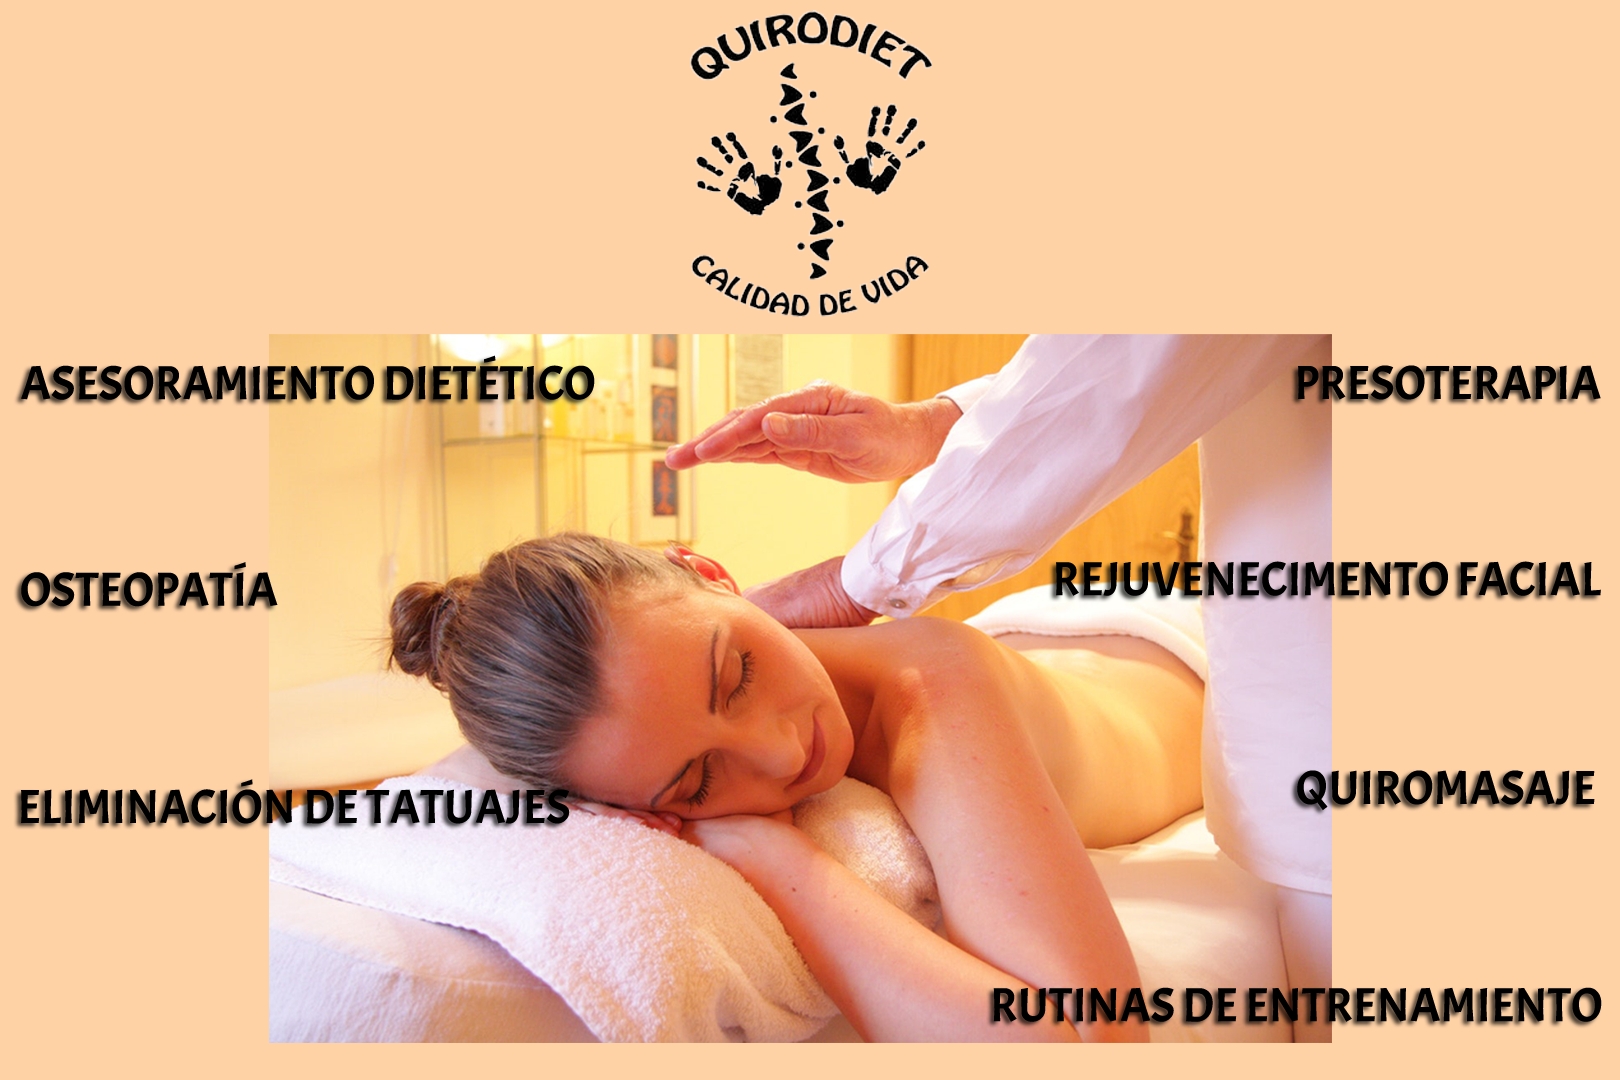 QUIRODIET
CALIDAD DE VIDA
ASESORAMIENTO DIETÉTICO
PRESOTERAPIA
OSTEOPATÍA
REJUVENECIMENTO FACIAL
ELIMINACIÓN DE TATUAJES
QUIROMASAJE
RUTINAS DE ENTRENAMIENTO